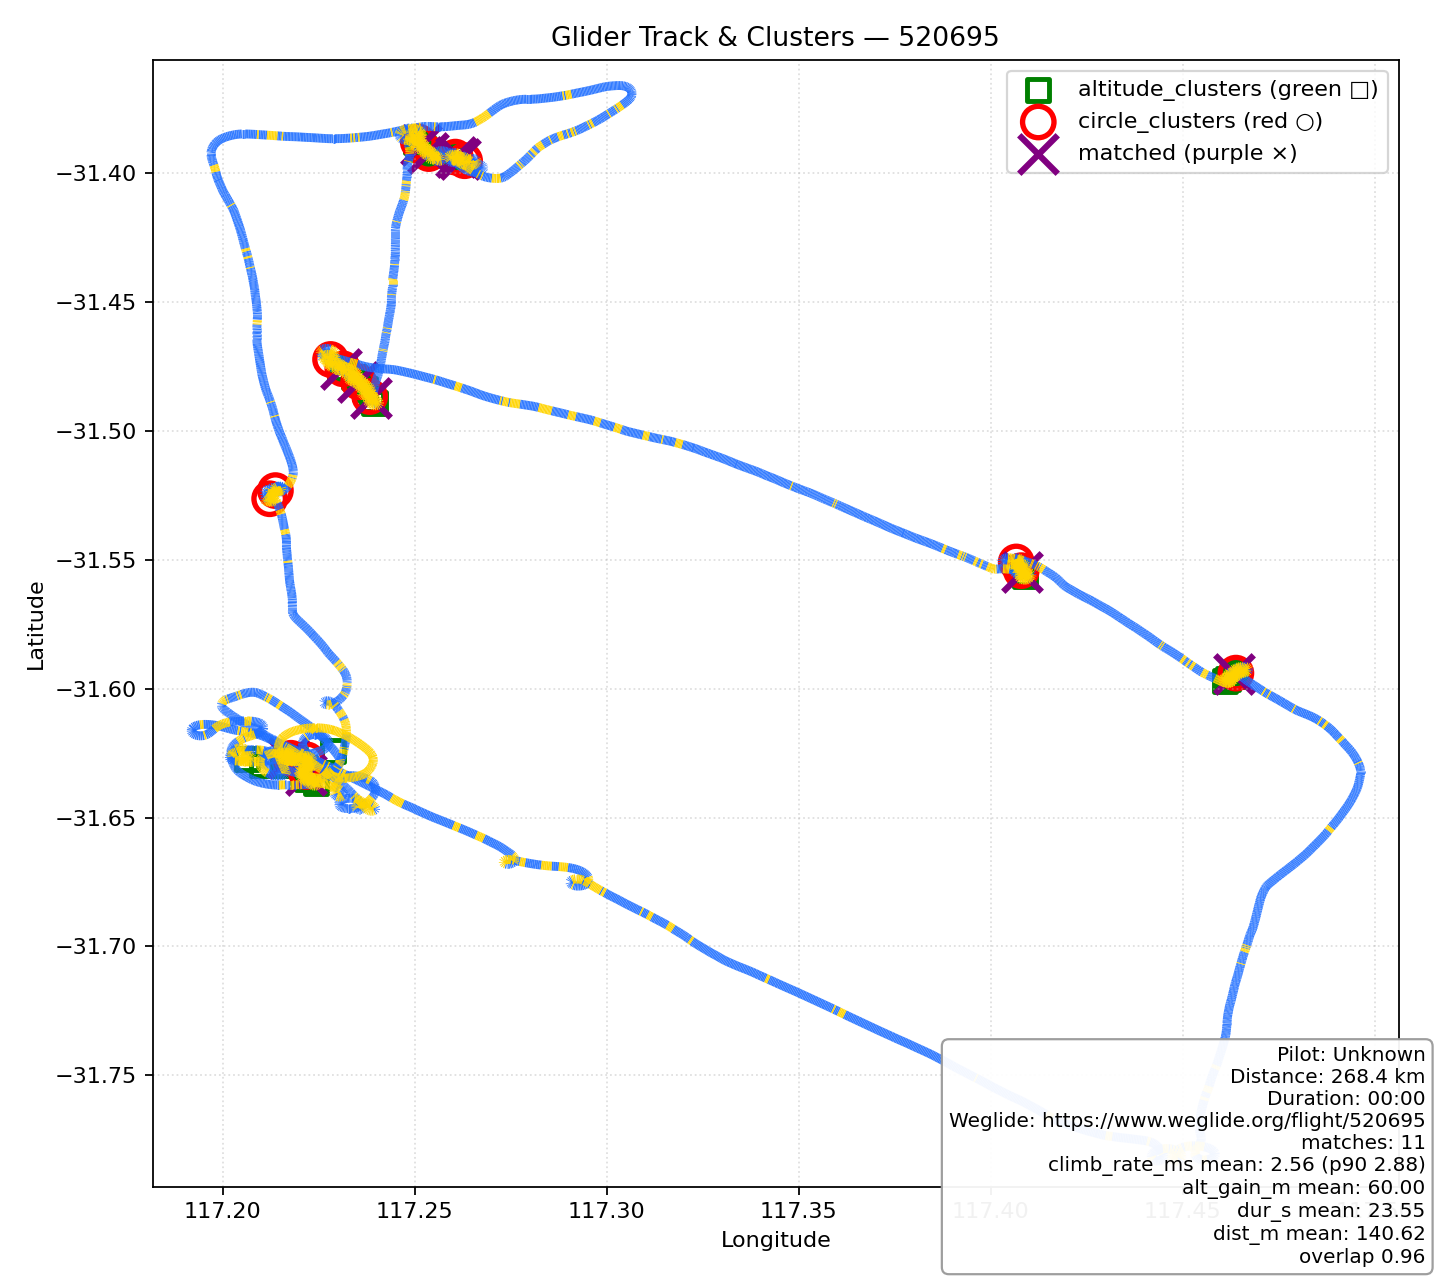 Glider Track & Clusters — 520695
altitude_clusters (green □)
circle_clusters (red ○)
matched (purple ×)
−31.40
−31.45
−31.50
−31.55
−31.60
−31.65
−31.70
−31.75
Latitude
117.20
117.25
117.30
117.35
117.40
117.45
Longitude
Pilot: Unknown
Distance: 268.4 km
Duration: 00:00
Weglide: https://www.weglide.org/flight/520695
matches: 11
climb_rate_ms mean: 2.56 (p90 2.88)
alt_gain_m mean: 60.00
dur_s mean: 23.55
dist_m mean: 140.62
overlap 0.96